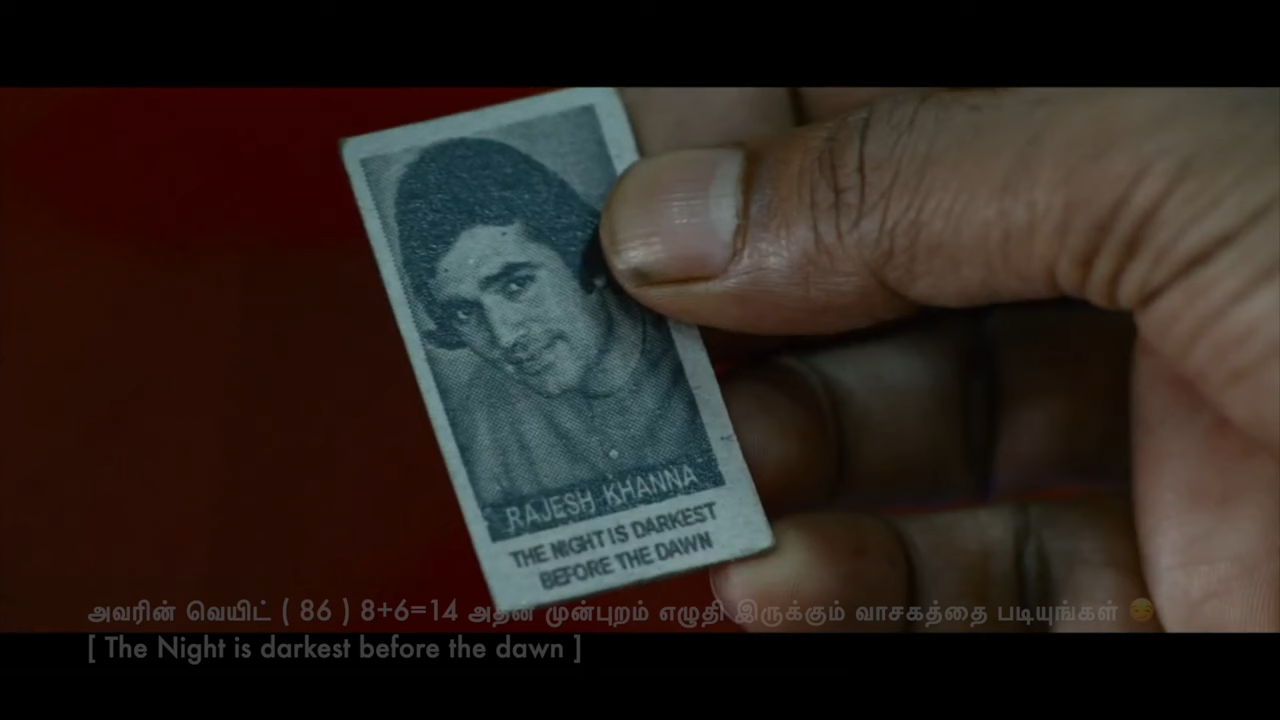 RAJESH KHANNA
THE NIGHT IS DARKEST
BEFORE THE DAWN
அவரின் வெயிட் ( 86 ) 8+6=14 அதன் முன்புறம் எழுதி இருக்கும் வாசகத்தை படியுங்கள் 😁
[ The Night is darkest before the dawn ]